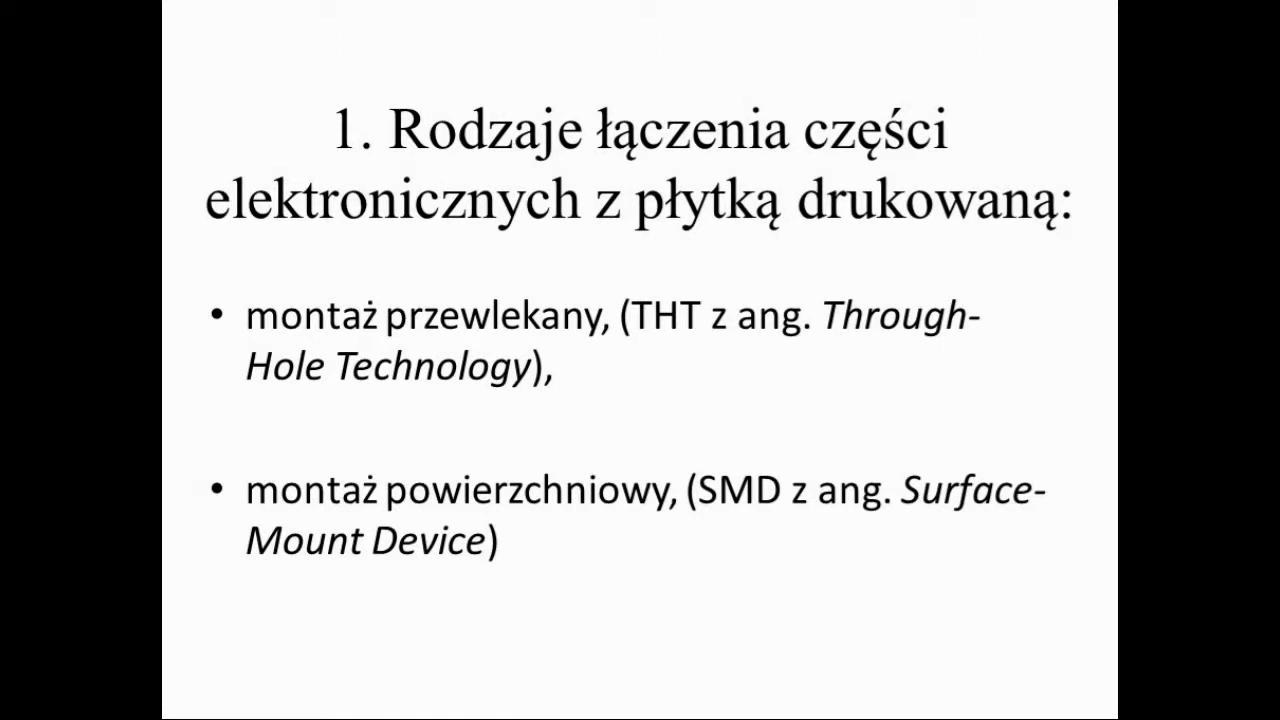 1. Rodzaje łączenia części
elektronicznych z płytką drukowaną:
• montaż przewlekany, (THT z ang. Through-
Hole Technology),
• montaż powierzchniowy, (SMD z ang. Surface-
Mount Device)